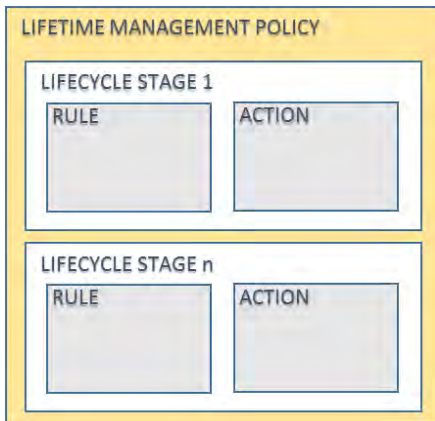 LIFETIME MANAGEMENT POLICY
LIFECYCLE STAGE 1
RULE
ACTION
LIFECYCLE STAGE n
RULE
ACTION